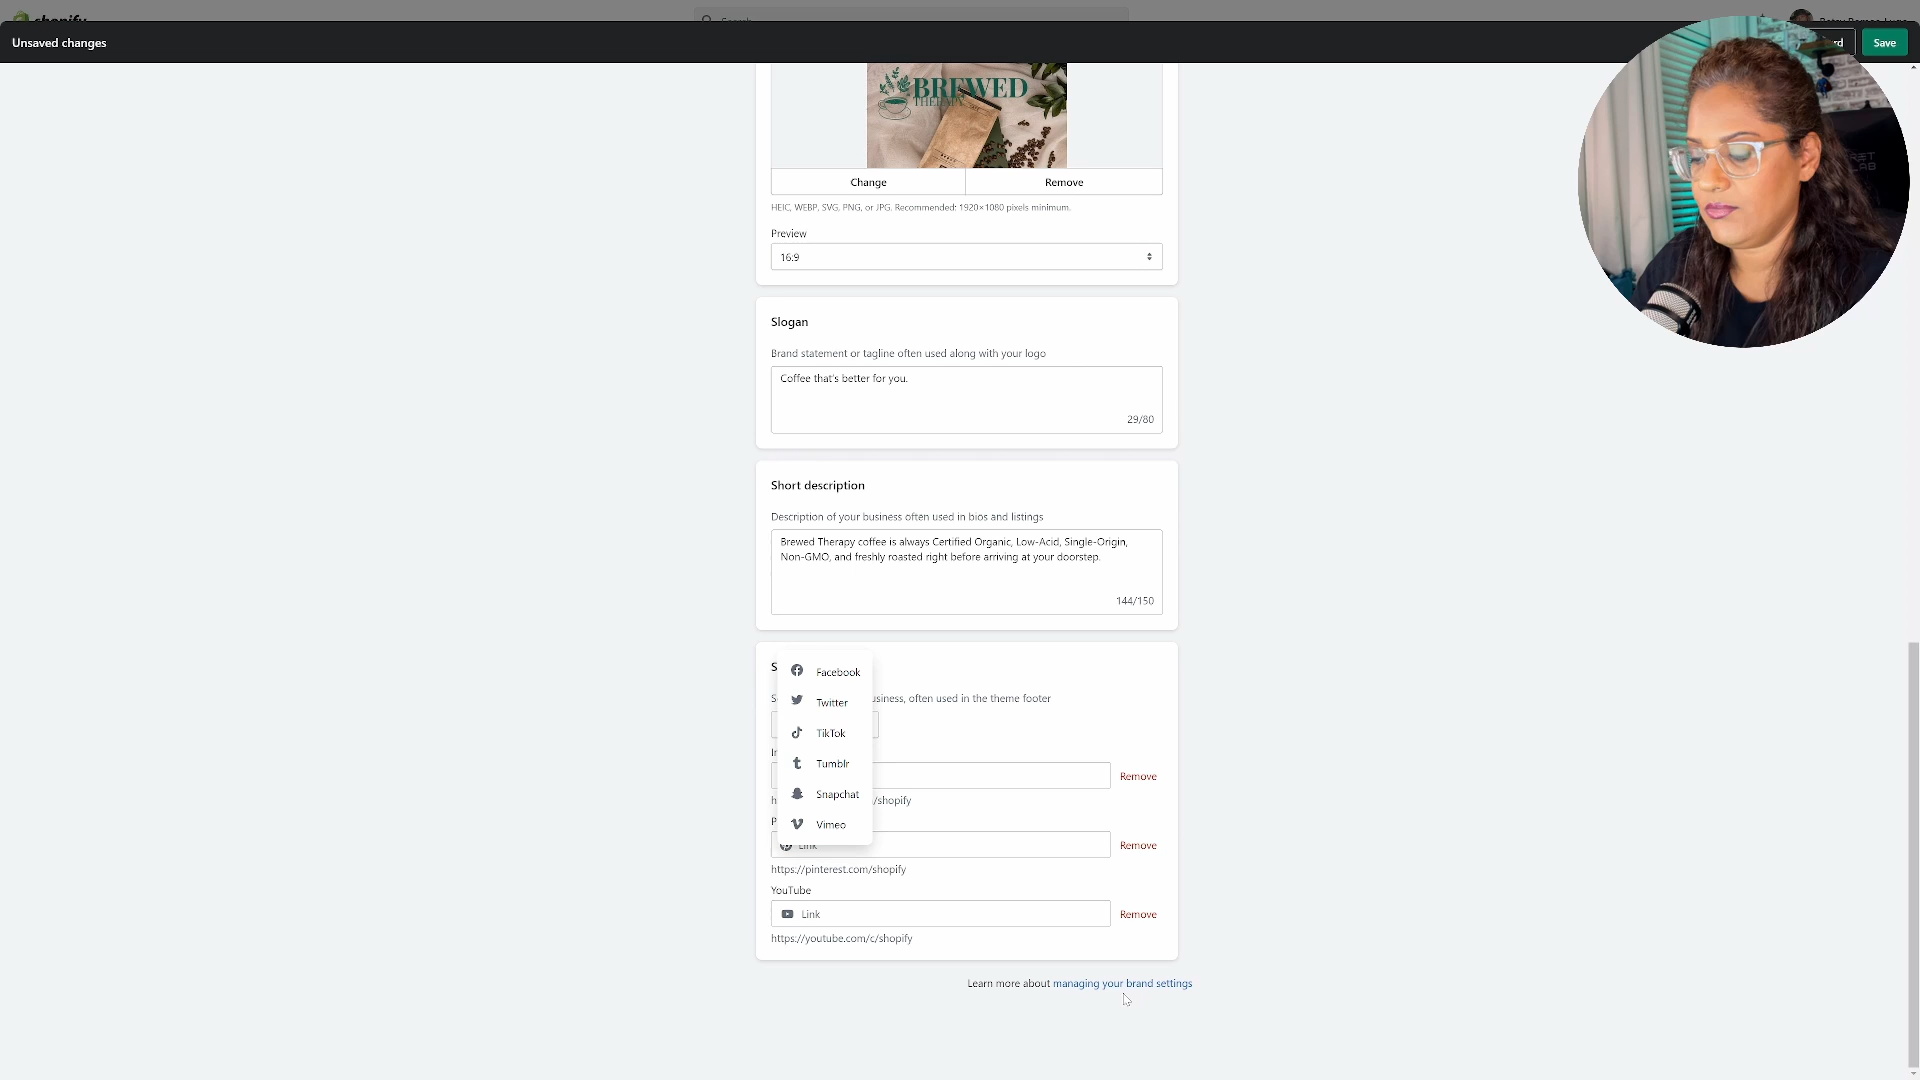 shopify
Search
Unsaved changes
Save
BREWED
THERAPY
Change
Remove
HEIC, WEBP, SVG, PNG, or JPG. Recommended: 1920×1080 pixels minimum.
Preview
16:9
Slogan
Brand statement or tagline often used along with your logo
Coffee that's better for you.
29/80
Short description
Description of your business often used in bios and listings
Brewed Therapy coffee is always Certified Organic, Low-Acid, Single-Origin,
Non-GMO, and freshly roasted right before arriving at your doorstep.
144/150
Facebook
Twitter
TikTok
Tumblr
Snapchat
Vimeo
usiness, often used in the theme footer
Remove
/shopify
Link
Remove
https://pinterest.com/shopify
YouTube
Link
Remove
https://youtube.com/c/shopify
Learn more about managing your brand settings